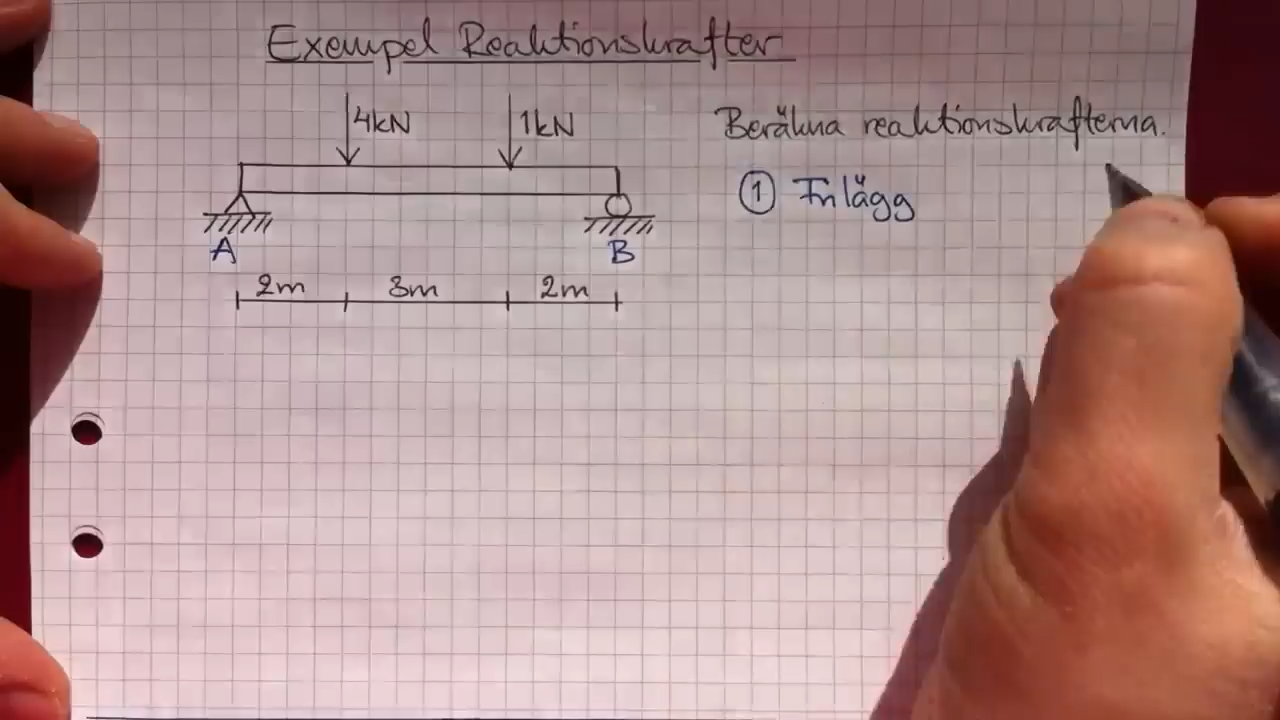 Exempel Reaktionskrafter
4kN
1kN
Beräkna reaktionskrafterna.
① Frilägg
A
B
2m
3m
2m